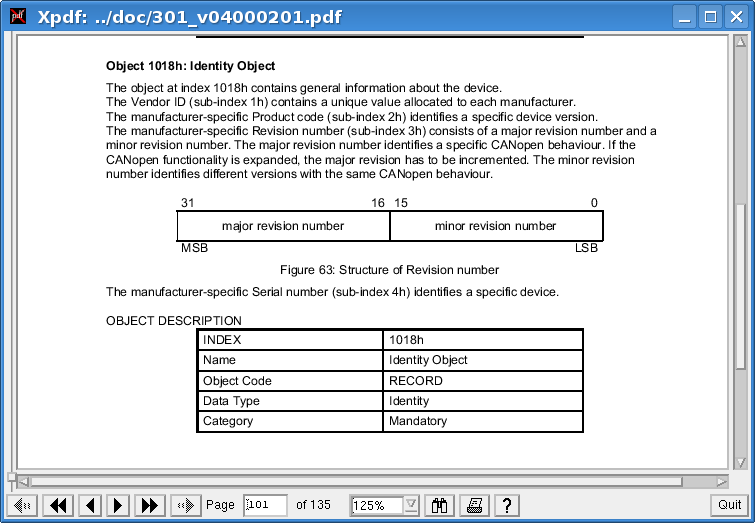 Xpdf: ../doc/301_v04000201.pdf
Object 1018h: Identity Object
The object at index 1018h contains general information about the device.
The Vendor ID (sub-index 1h) contains a unique value allocated to each manufacturer.
The manufacturer-specific Product code (sub-index 2h) identifies a specific device version.
The manufacturer-specific Revision number (sub-index 3h) consists of a major revision number and a
minor revision number. The major revision number identifies a specific CANopen behaviour. If the
CANopen functionality is expanded, the major revision has to be incremented. The minor revision
number identifies different versions with the same CANopen behaviour.
31 16 15 0
major revision number minor revision number
MSB LSB
Figure 63: Structure of Revision number
The manufacturer-specific Serial number (sub-index 4h) identifies a specific device.
OBJECT DESCRIPTION
INDEX 1018h
Name Identity Object
Object Code RECORD
Data Type Identity
Category Mandatory
Page 101 of 135 125% ? Quit